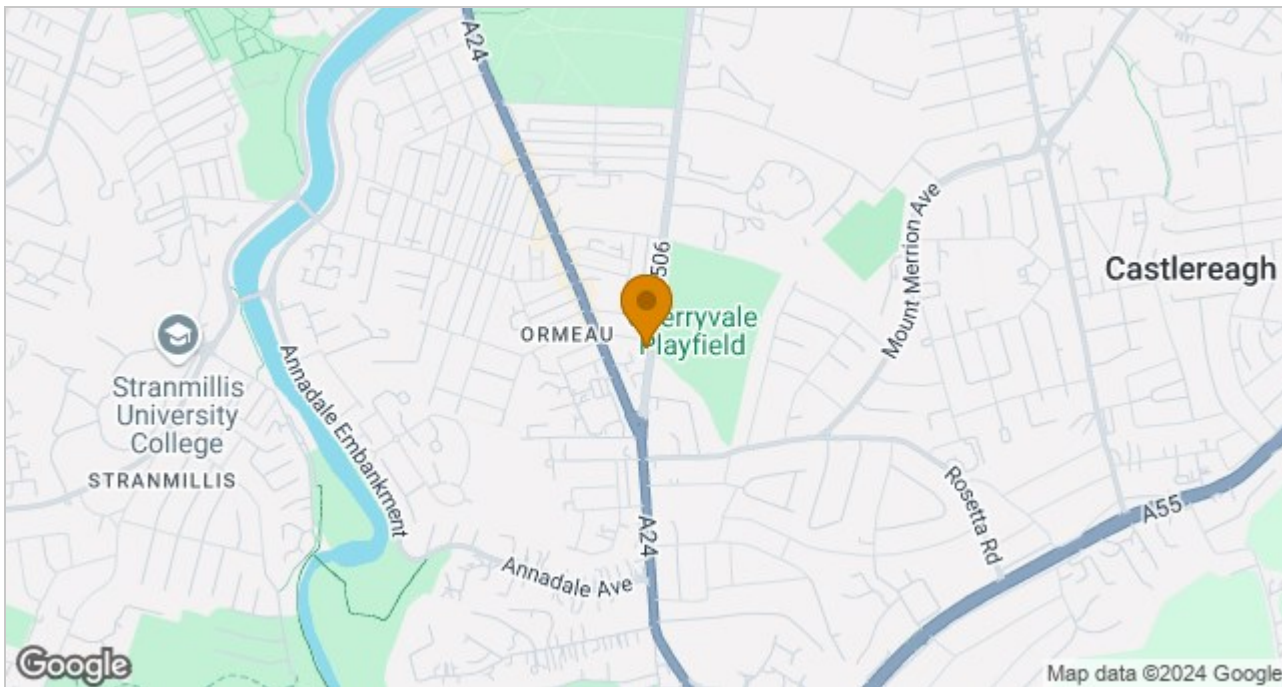 A24
506
Mount Merrion Ave
Castlereagh
ORMEAU
Playfield
Stranmillis
University
College
STRANMILLIS
Annadale Embankment
Rosetta Rd
A55
A24
Annadale Ave
Google
Map data ©2024 Google